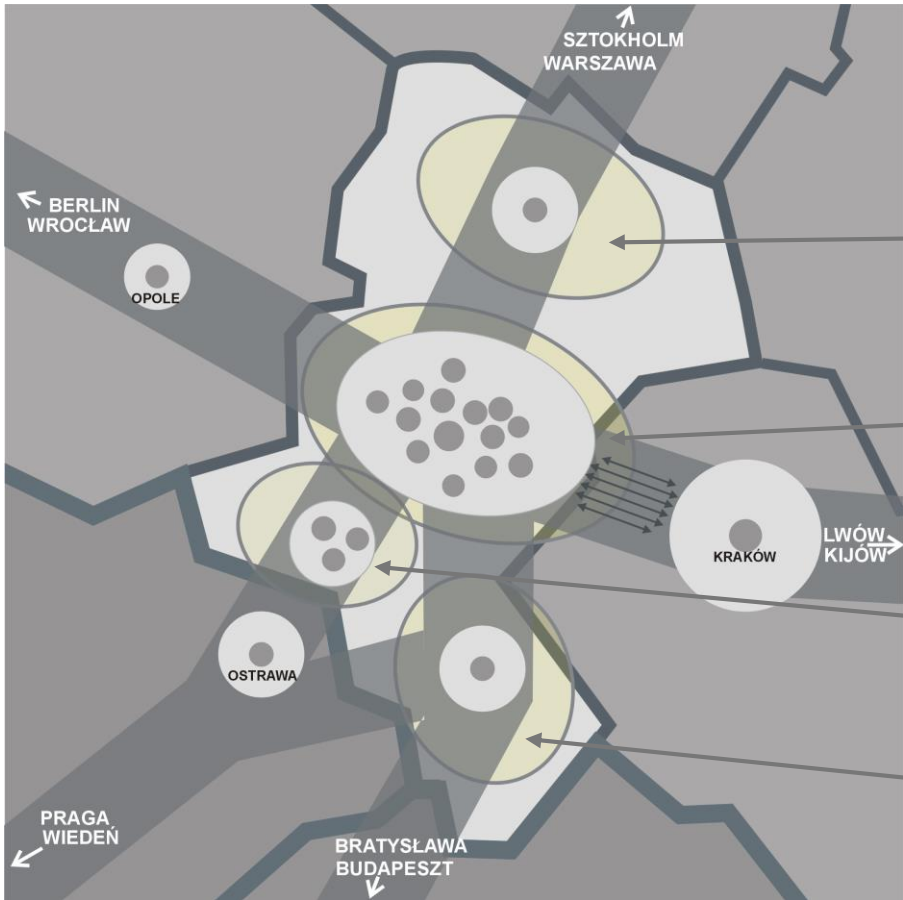 SZTOKHOLM
WARSZAWA
BERLIN
WROCŁAW
OPOLE
KRAKÓW
LWÓW
KIJÓW
OSTRAWA
PRAGA
WIEDEŃ
BRATYSŁAWA
BUDAPESZT